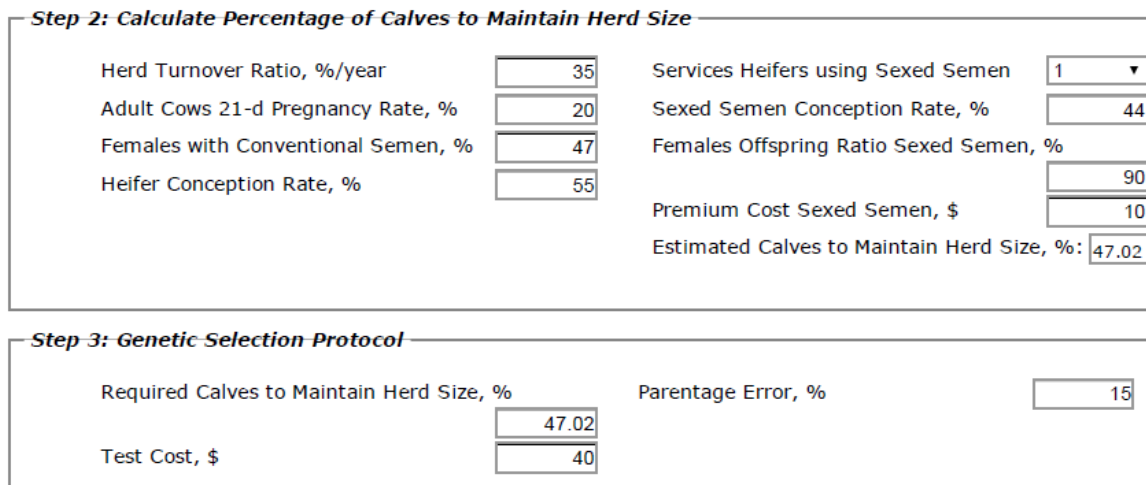 Step 2: Calculate Percentage of Calves to Maintain Herd Size
Herd Turnover Ratio, %/year 35 Services Heifers using Sexed Semen 1
Adult Cows 21-d Pregnancy Rate, % 20 Sexed Semen Conception Rate, % 44
Females with Conventional Semen, % 47 Females Offspring Ratio Sexed Semen, %
Heifer Conception Rate, % 55 90
Premium Cost Sexed Semen, $ 10
Estimated Calves to Maintain Herd Size, %: 47.02
Step 3: Genetic Selection Protocol
Required Calves to Maintain Herd Size, % Parentage Error, % 15
47.02
Test Cost, $ 40